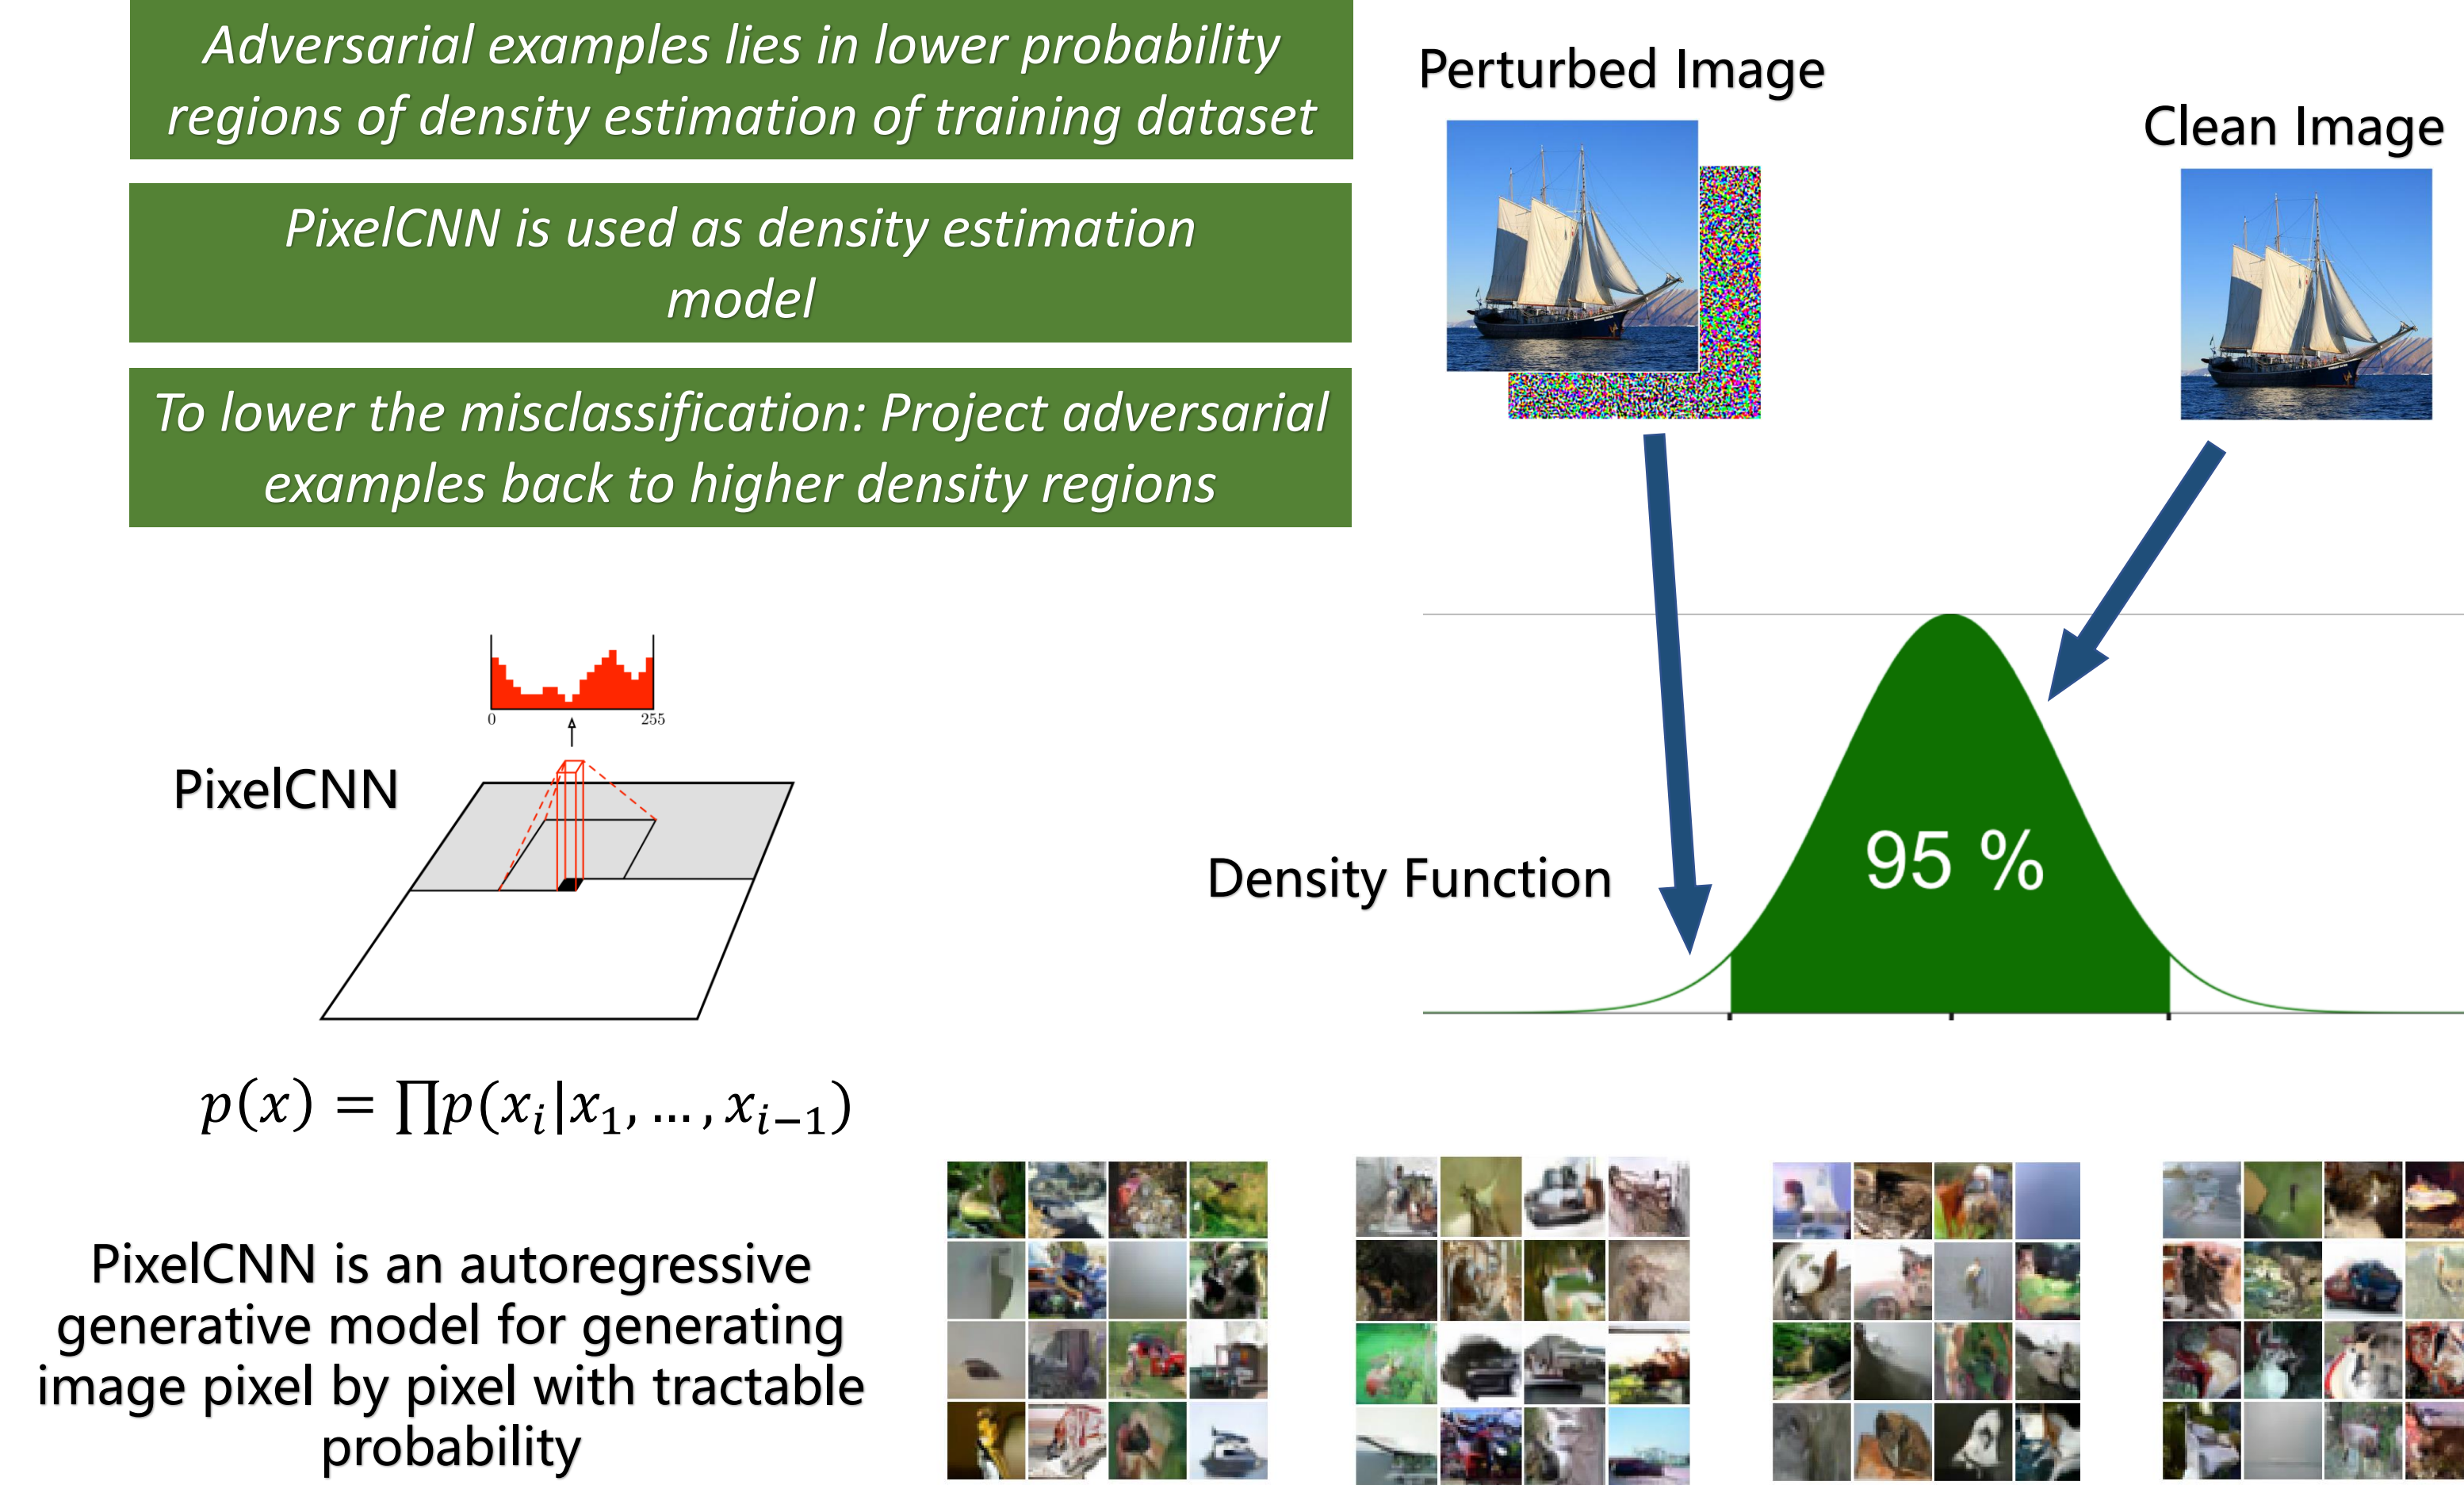 Adversarial examples lies in lower probability
regions of density estimation of training dataset
PixelCNN is used as density estimation
model
To lower the misclassification: Project adversarial
examples back to higher density regions
Perturbed Image
Clean Image
0
255
PixelCNN
Density Function
95 %
p(x) = ∏p(x_i|x_1, … , x_{i−1})
PixelCNN is an autoregressive
generative model for generating
image pixel by pixel with tractable
probability